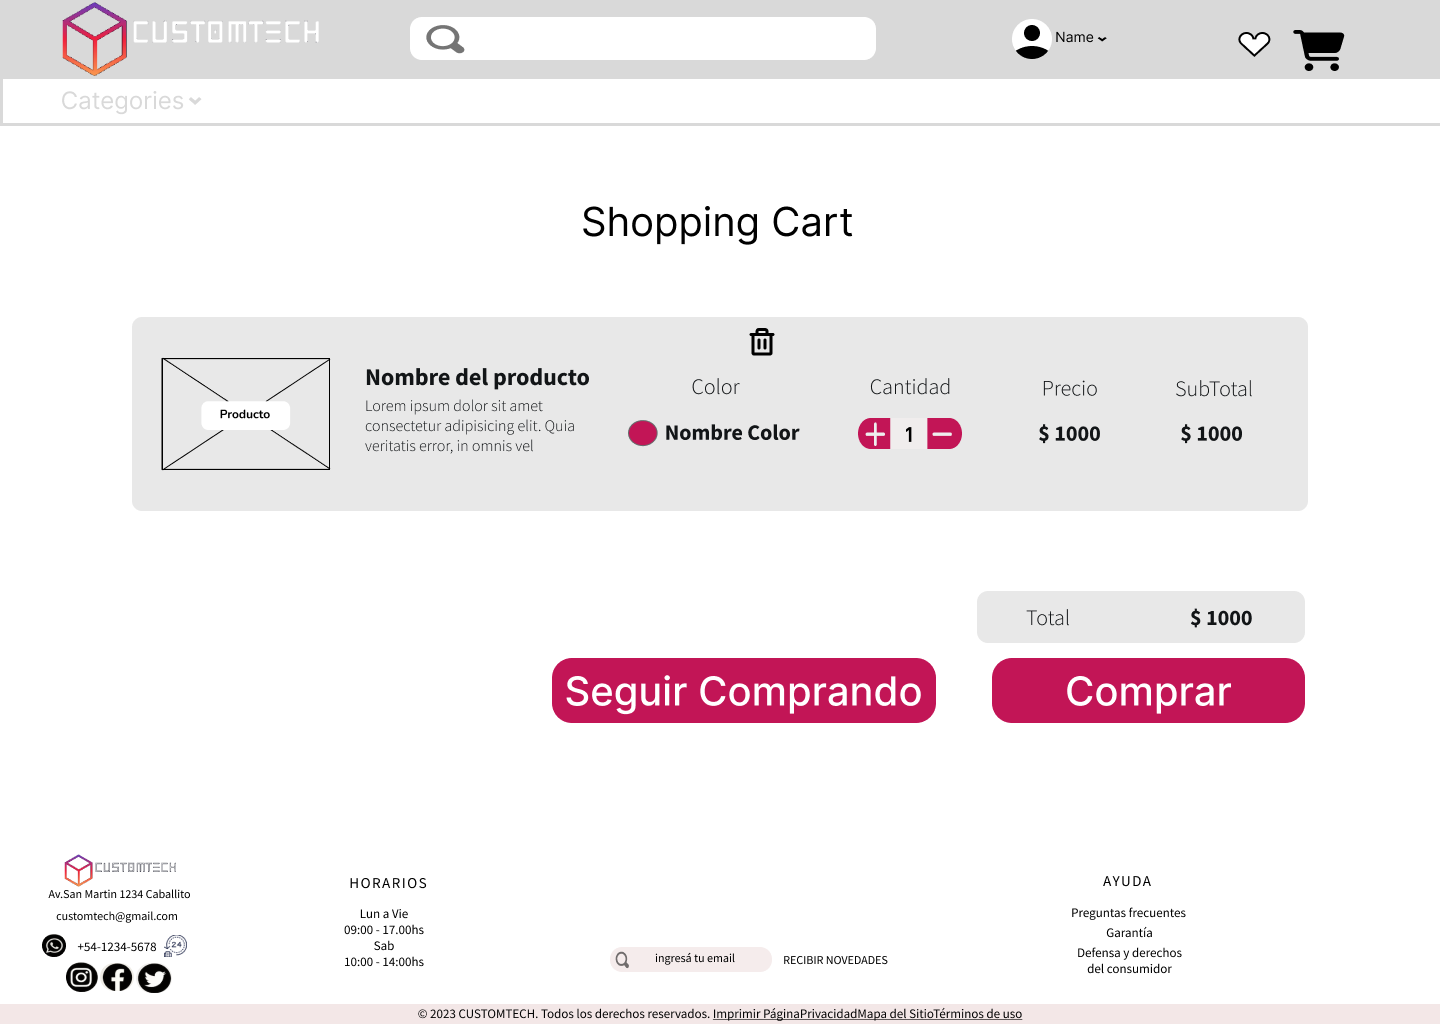 CUSTOMTECH
Name
Categories
Shopping Cart
Producto
Nombre del producto
Lorem ipsum dolor sit amet
consectetur adipisicing elit. Quia
veritatis error, in omnis vel
Color
Nombre Color
Cantidad
1
Precio
$ 1000
SubTotal
$ 1000
Total $ 1000
Seguir Comprando
Comprar
CUSTOMTECH
Av.San Martin 1234 Caballito
customtech@gmail.com
+54-1234-5678
24
HORARIOS
Lun a Vie
09:00 - 17.00hs
Sab
10:00 - 14:00hs
ingresá tu email
RECIBIR NOVEDADES
AYUDA
Preguntas frecuentes
Garantía
Defensa y derechos
del consumidor
© 2023 CUSTOMTECH. Todos los derechos reservados. Imprimir PáginaPrivacidadMapa del SitioTérminos de uso